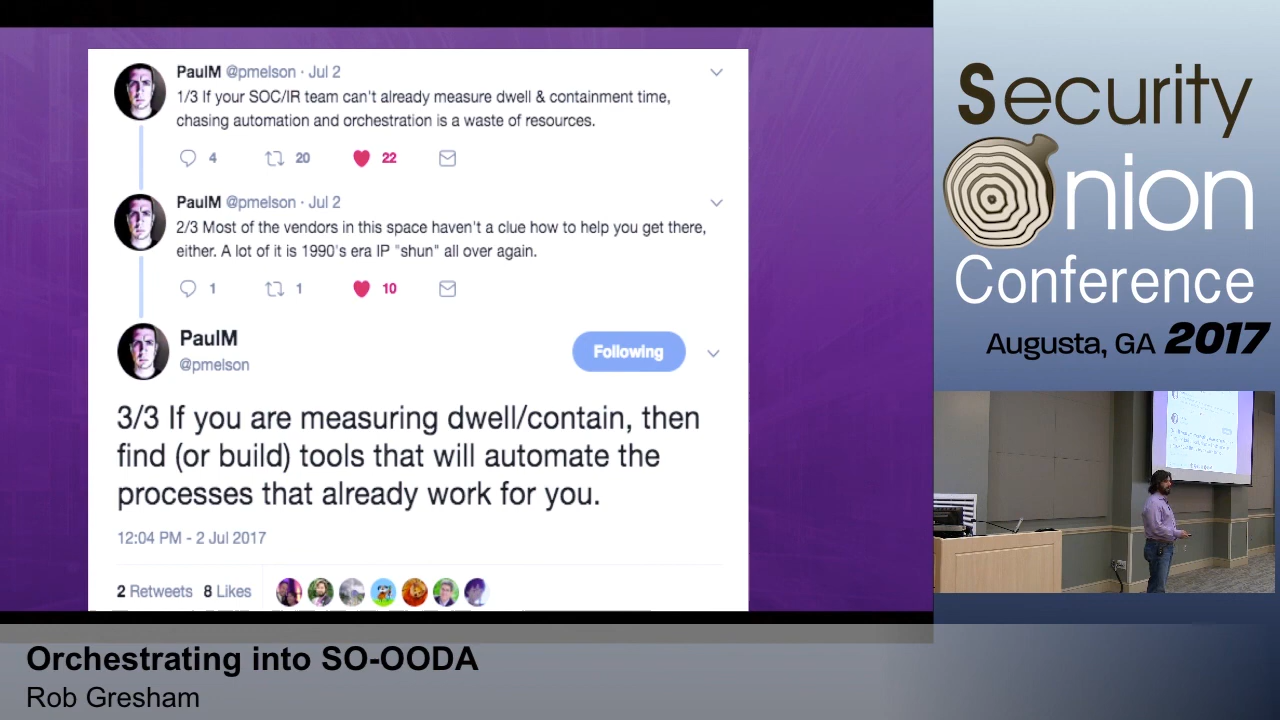 PaulM @pmelson · Jul 2
1/3 If your SOC/IR team can't already measure dwell & containment time,
chasing automation and orchestration is a waste of resources.
4 20 22
PaulM @pmelson · Jul 2
2/3 Most of the vendors in this space haven't a clue how to help you get there,
either. A lot of it is 1990's era IP "shun" all over again.
1 1 10
PaulM
@pmelson
Following
3/3 If you are measuring dwell/contain, then
find (or build) tools that will automate the
processes that already work for you.
12:04 PM - 2 Jul 2017
2 Retweets 8 Likes
Security
Onion
Conference
Augusta, GA 2017
Orchestrating into SO-OODA
Rob Gresham